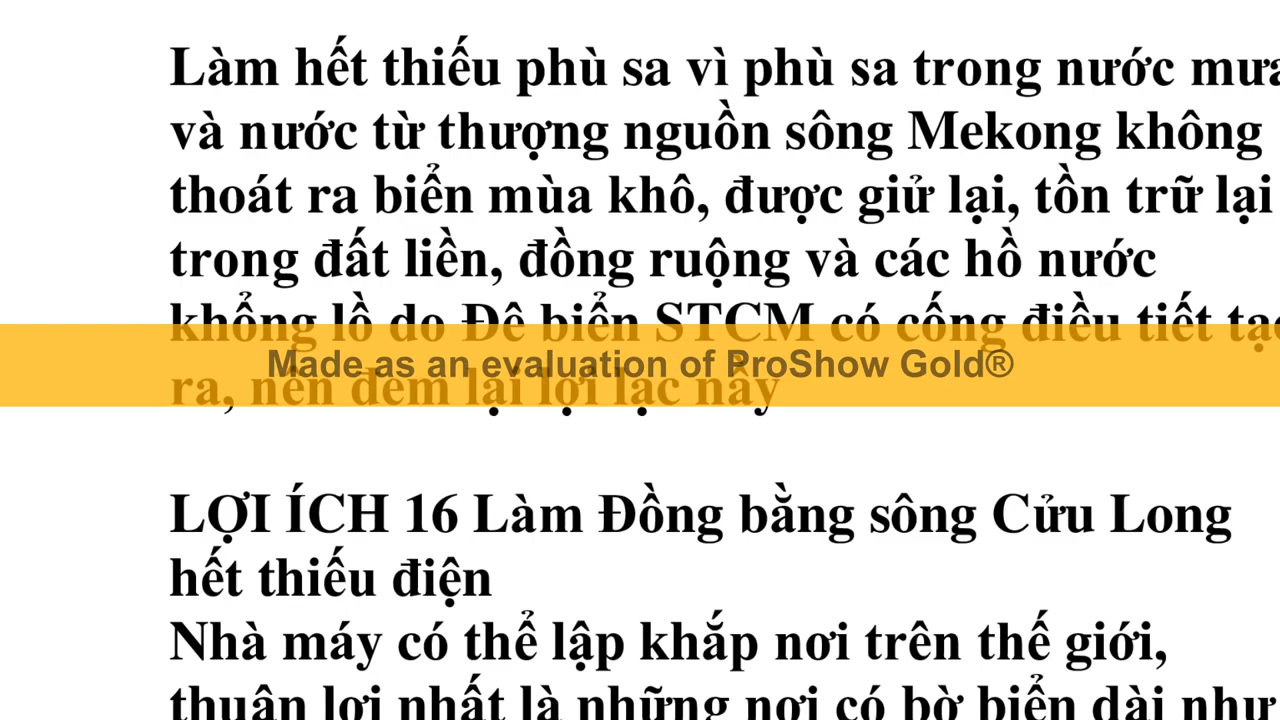 Làm hết thiếu phù sa vì phù sa trong nước mưa
và nước từ thượng nguồn sông Mekong không
thoát ra biển mùa khô, được giử lại, tồn trữ lại
trong đất liền, đồng ruộng và các hồ nước
khổng lồ do Đê biển STCM có cống điều tiết tạo
Made as an evaluation of ProShow Gold®
ra, nên đem lại lợi lạc nầy
LỢI ÍCH 16 Làm Đồng bằng sông Cửu Long
hết thiếu điện
Nhà máy có thể lập khắp nơi trên thế giới,
thuận lợi nhất là những nơi có bờ biển dài như